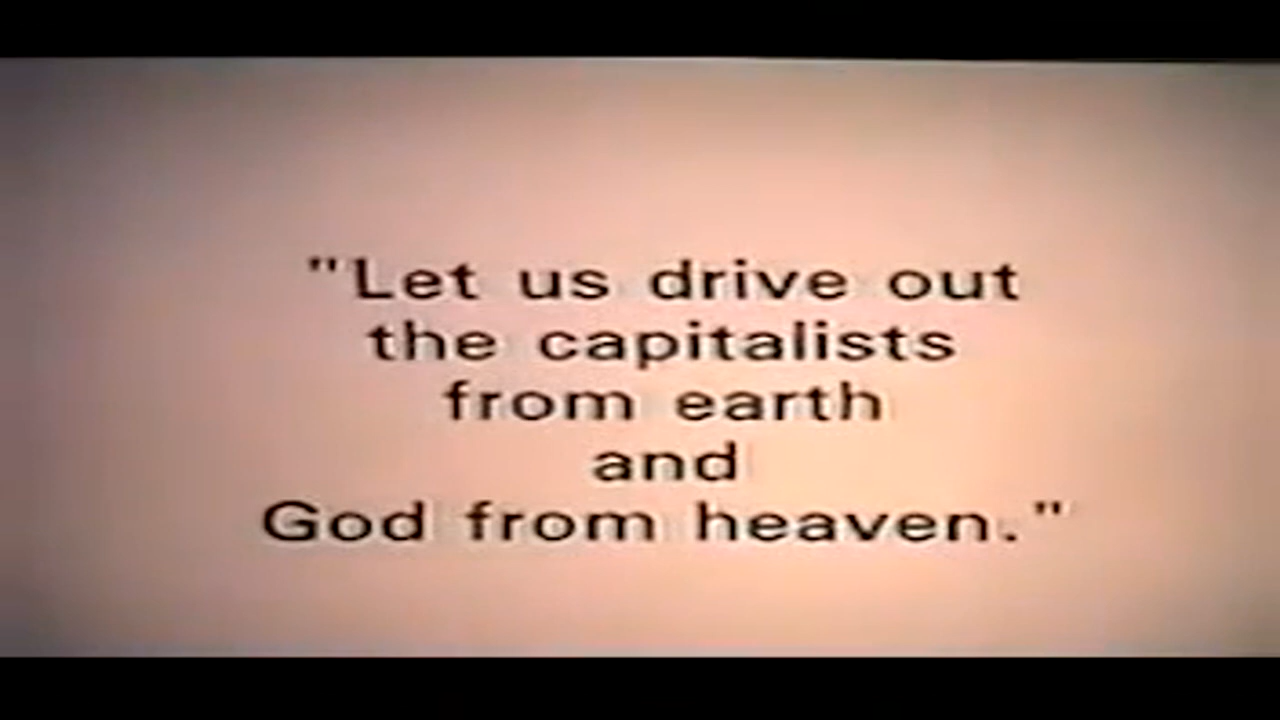 "Let us drive out
the capitalists
from earth
and
God from heaven."